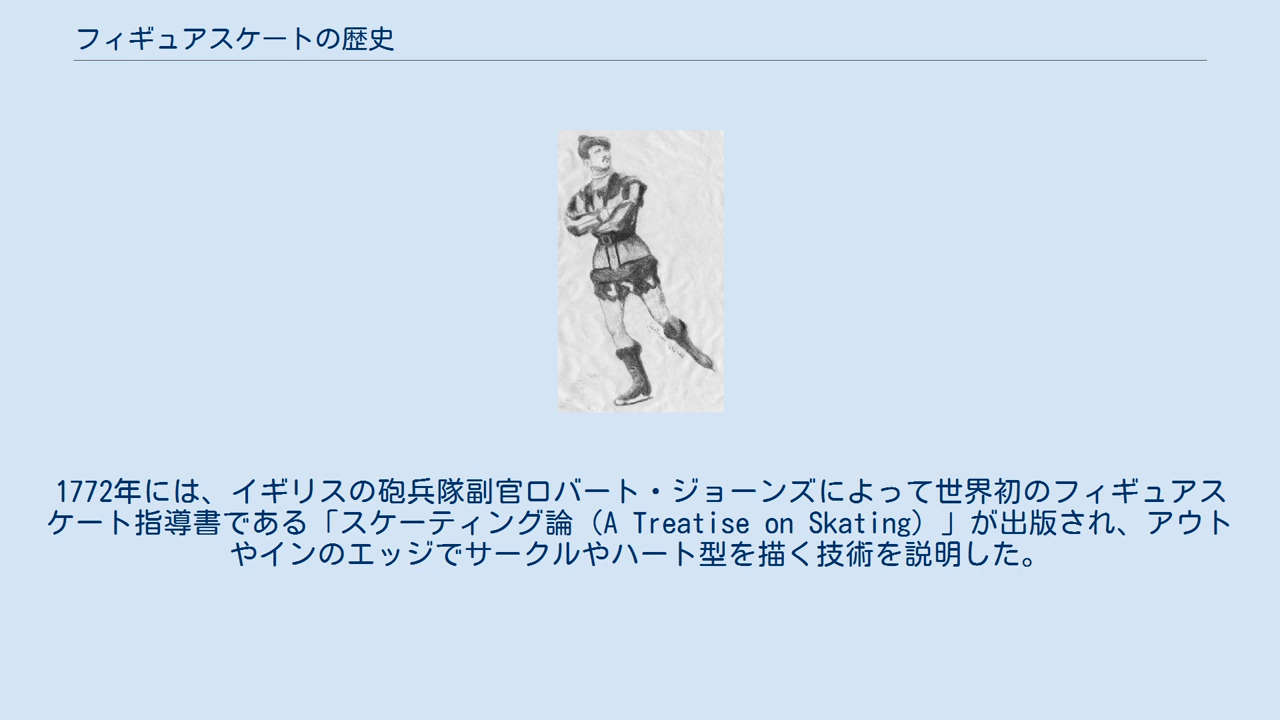 フィギュアスケートの歴史
1772年には、イギリスの砲兵隊副官ロバート・ジョーンズによって世界初のフィギュアス
ケート指導書である「スケーティング論（A Treatise on Skating）」が出版され、アウト
やインのエッジでサークルやハート型を描く技術を説明した。